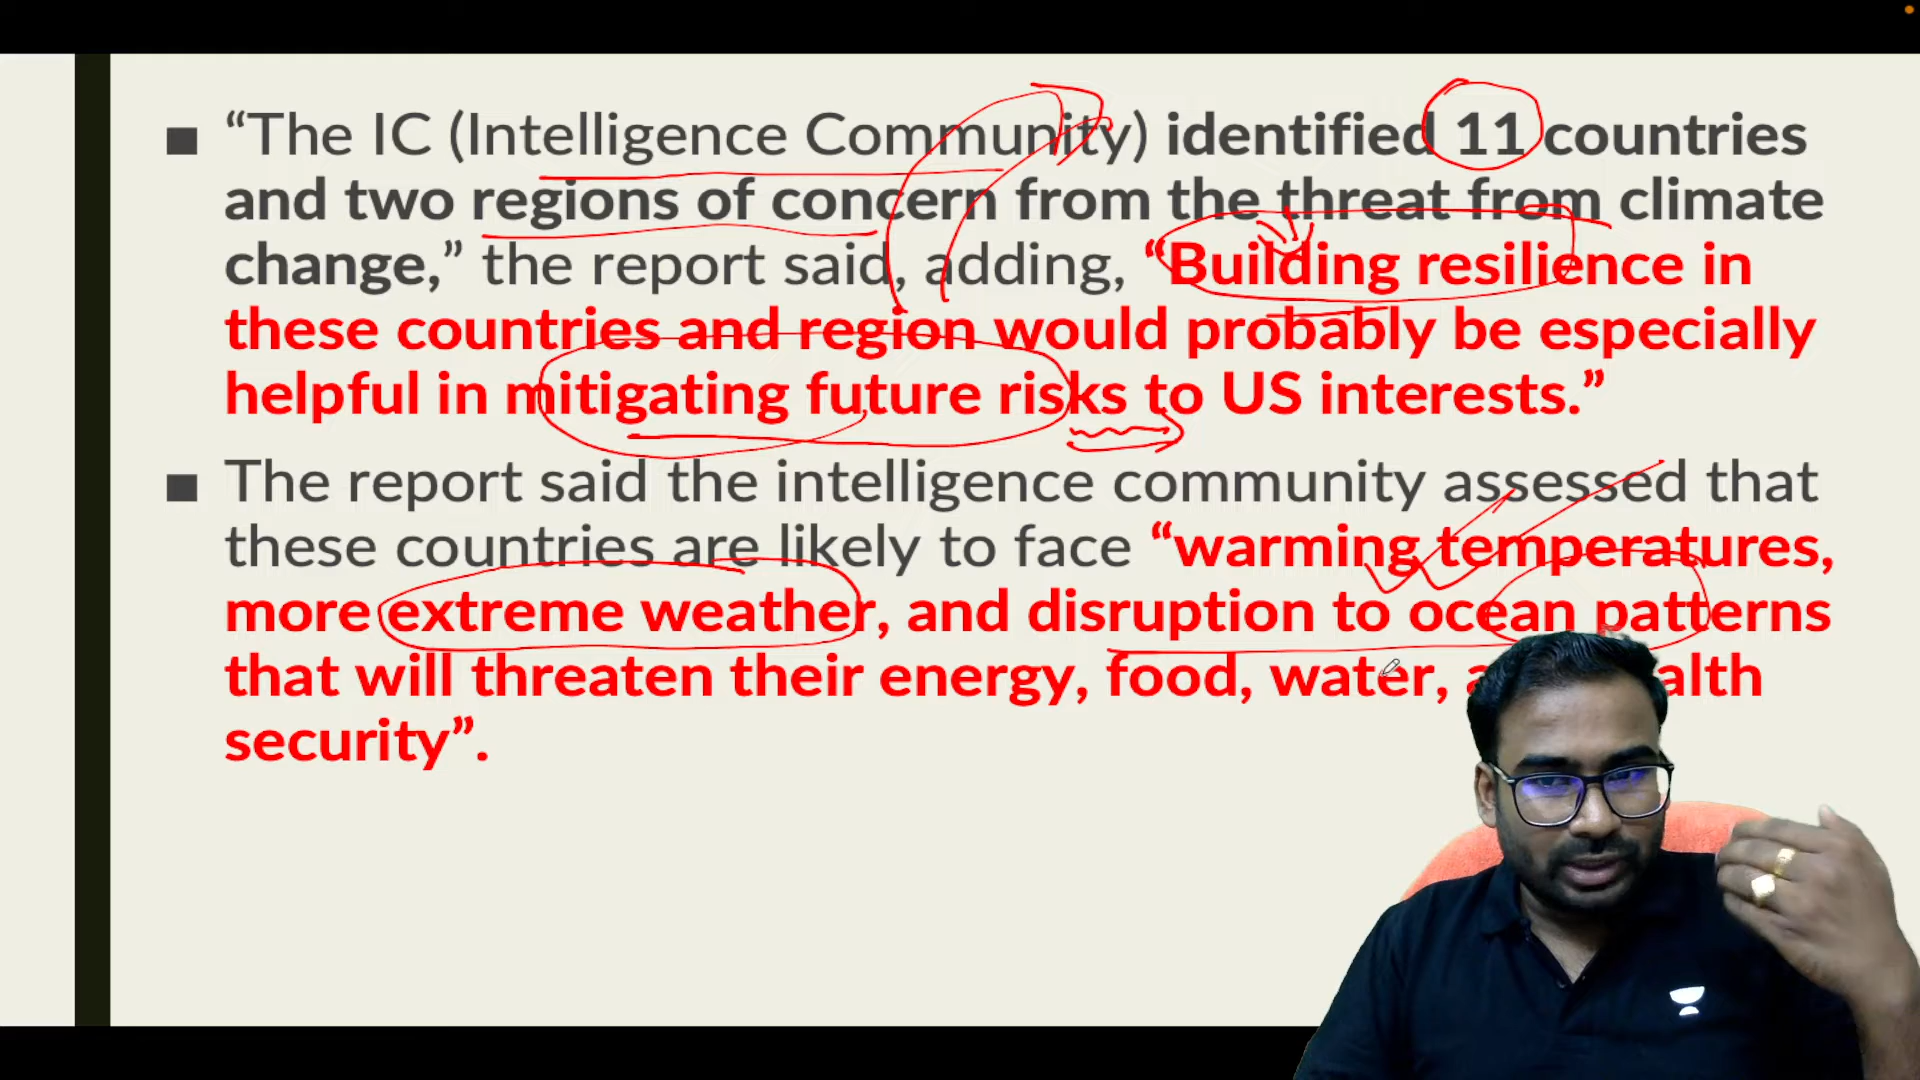 ■ “The IC (Intelligence Community) identified 11 countries
and two regions of concern from the threat from climate
change,” the report said, adding, “Building resilience in
these countries and region would probably be especially
helpful in mitigating future risks to US interests.”
■ The report said the intelligence community assessed that
these countries are likely to face “warming temperatures,
more extreme weather, and disruption to ocean patterns
that will threaten their energy, food, water,
security”.